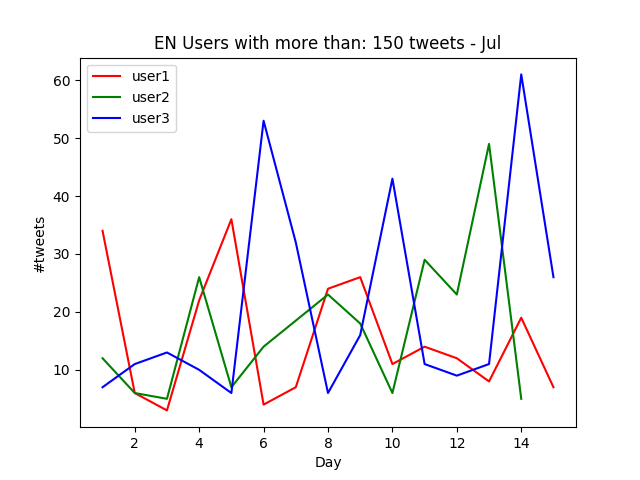 EN Users with more than: 150 tweets - Jul
user1
user2
user3
60
50
40
30
20
10
#tweets
2 4 6 8 10 12 14
Day